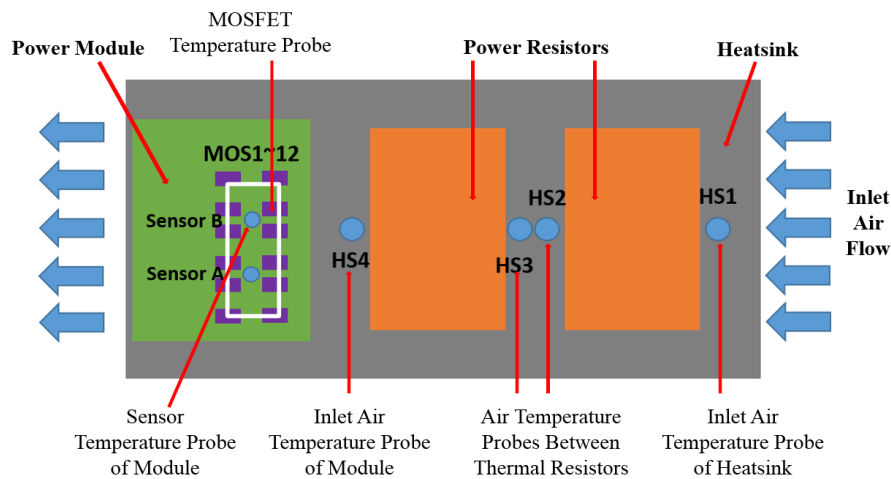 MOSFET
Temperature Probe
Power Module
Power Resistors
Heatsink
MOS1~12
Sensor B
Sensor A
HS4
HS3
HS2
HS1
Inlet
Air
Flow
Sensor
Temperature Probe
of Module
Inlet Air
Temperature Probe
of Module
Air Temperature
Probes Between
Thermal Resistors
Inlet Air
Temperature Probe
of Heatsink